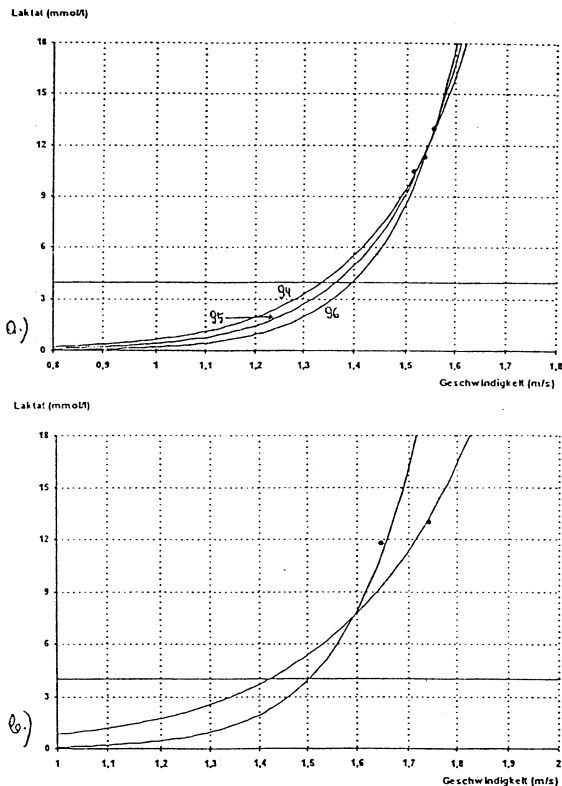 Laktat (mmol/l)
18
15
12
9
6
3
0
94
95
96
a.)
0,8 0,9 1 1,1 1,2 1,3 1,4 1,5 1,6 1,7 1,8
Geschwindigkeit (m/s)
Laktat (mmol/l)
18
15
12
9
6
3
0
b.)
1 1,1 1,2 1,3 1,4 1,5 1,6 1,7 1,8 1,9 2
Geschwindigkeit (m/s)